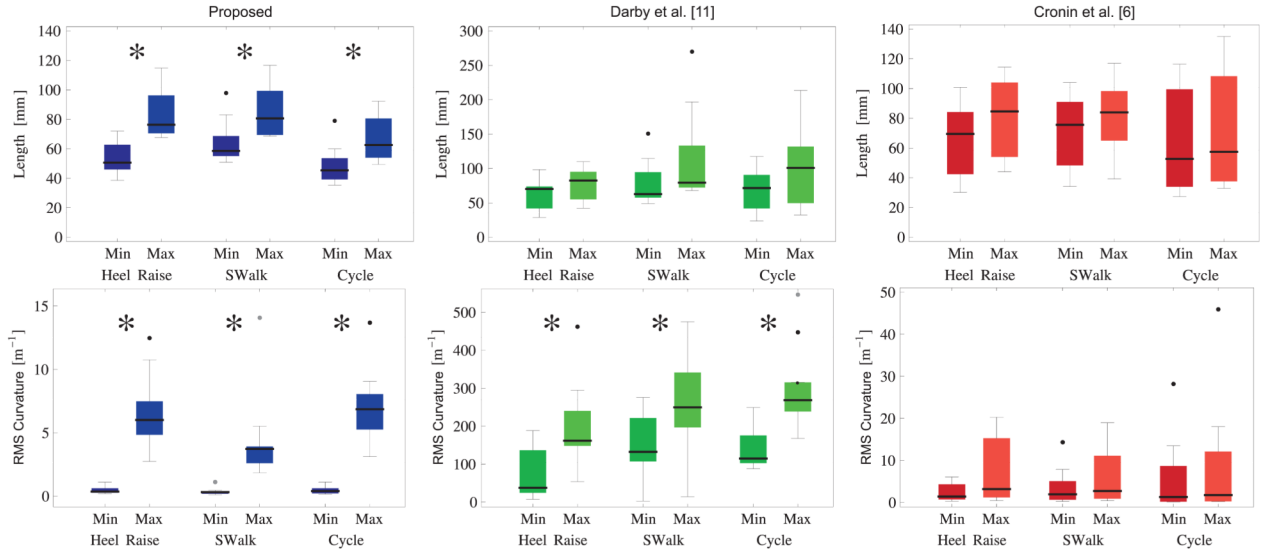 Proposed
Darby et al. [11]
Cronin et al. [6]
Length [mm]
140
120
100
80
60
40
20
0
* * *
Min Max Min Max Min Max
Heel Raise SWalk Cycle
Length [mm]
300
250
200
150
100
50
0
Min Max Min Max Min Max
Heel Raise SWalk Cycle
Length [mm]
140
120
100
80
60
40
20
0
Min Max Min Max Min Max
Heel Raise SWalk Cycle
RMS Curvature [m⁻¹]
15
10
5
0
* * *
Min Max Min Max Min Max
Heel Raise SWalk Cycle
RMS Curvature [m⁻¹]
500
400
300
200
100
0
* * *
Min Max Min Max Min Max
Heel Raise SWalk Cycle
RMS Curvature [m⁻¹]
50
40
30
20
10
0
Min Max Min Max Min Max
Heel Raise SWalk Cycle